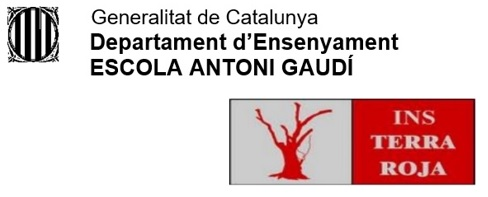 Generalitat de Catalunya
Departament d’Ensenyament
ESCOLA ANTONI GAUDÍ
INS
TERRA
ROJA